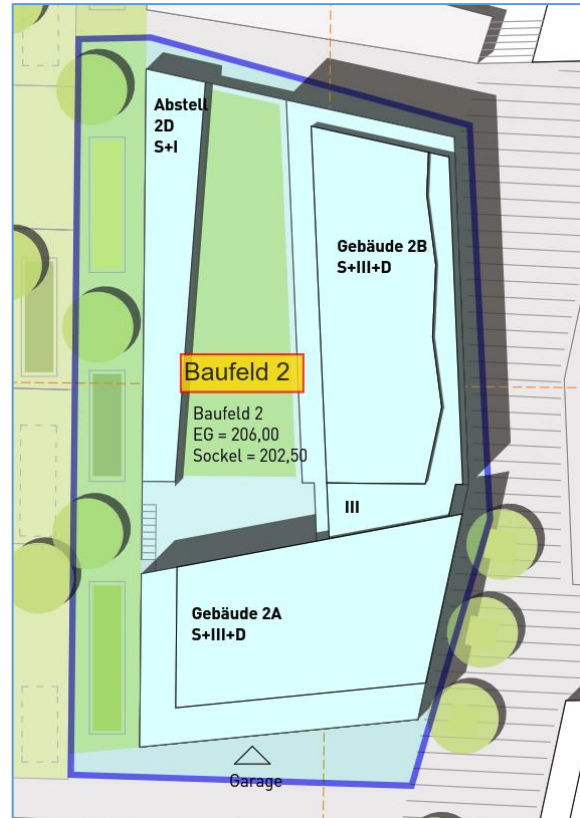 Abstell
2D
S+I
Gebäude 2B
S+III+D
Baufeld 2
Baufeld 2
EG = 206,00
Sockel = 202,50
III
Gebäude 2A
S+III+D
Garage